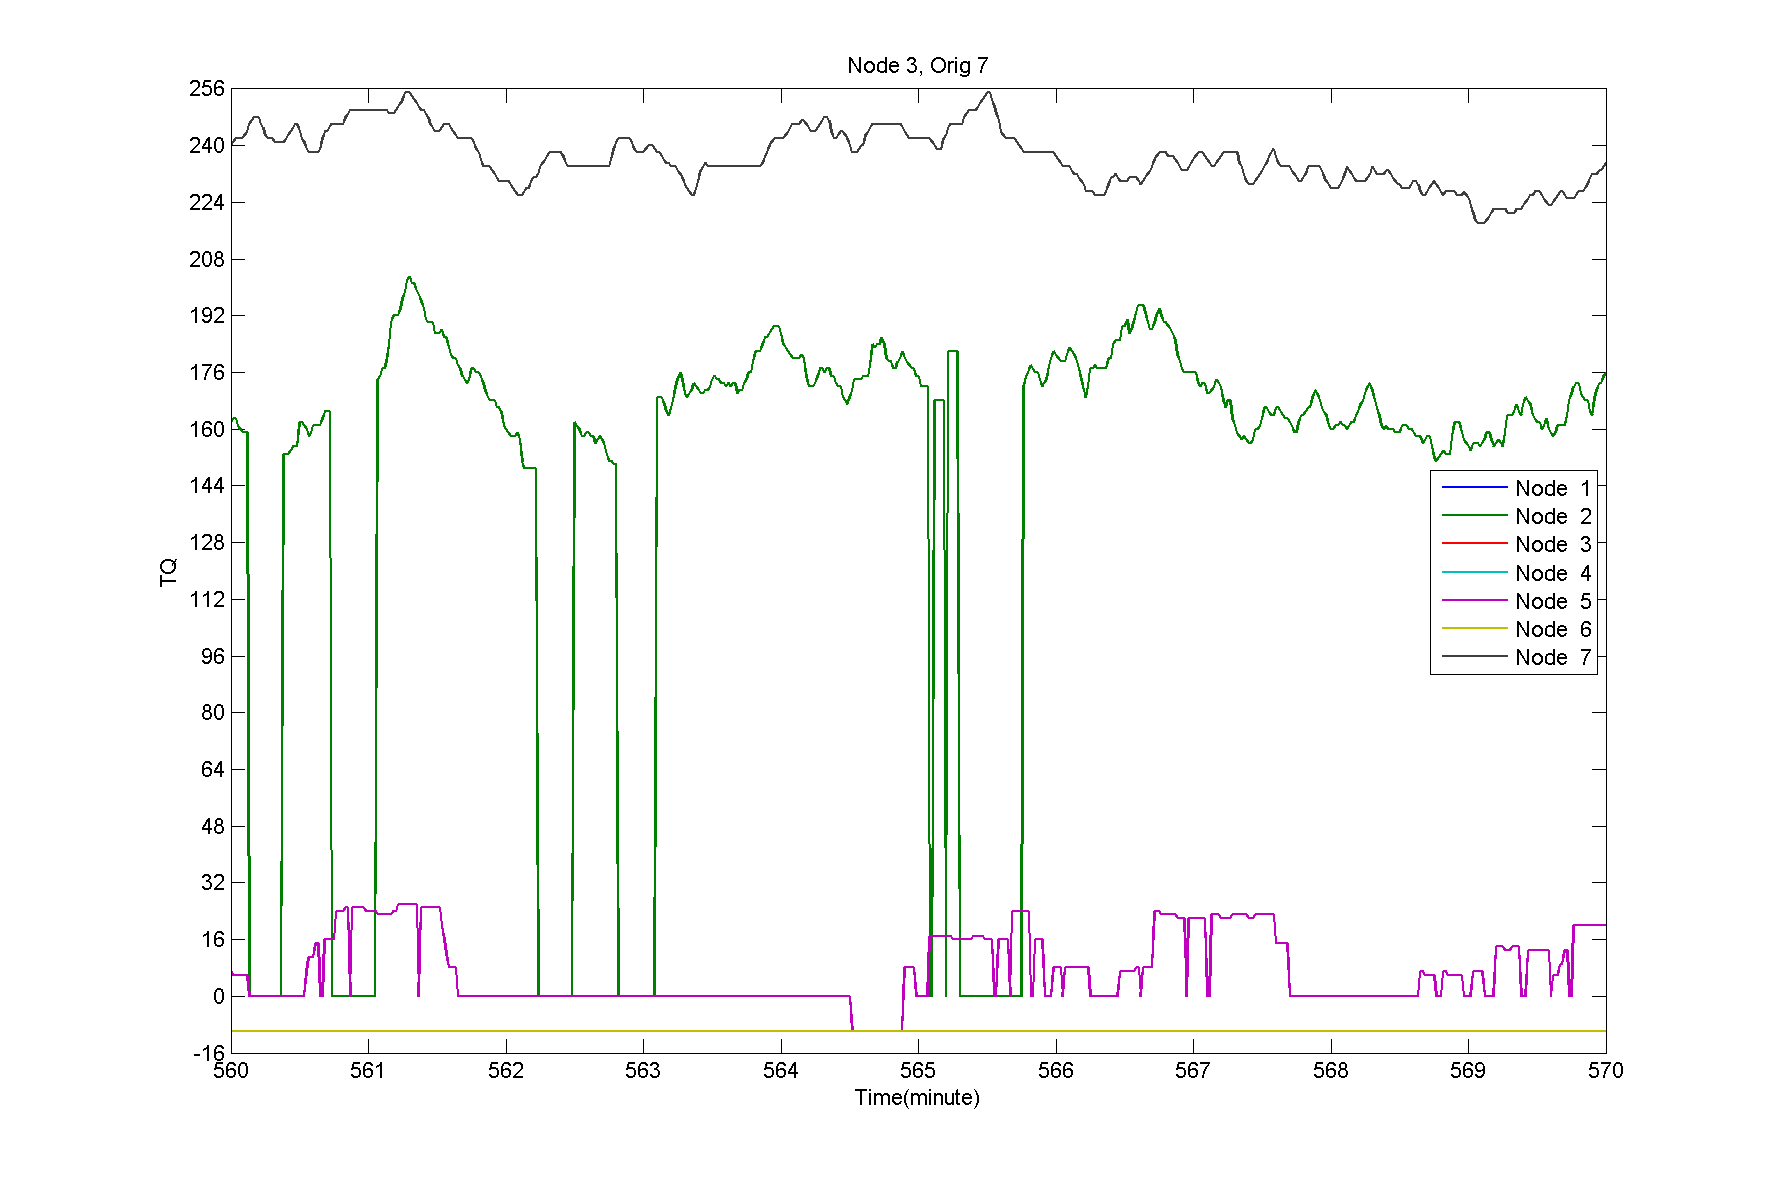 Node 3, Orig 7
256
240
224
208
192
176
160
144
128
112
96
80
64
48
32
16
0
-16
TQ
Node 1
Node 2
Node 3
Node 4
Node 5
Node 6
Node 7
560 561 562 563 564 565 566 567 568 569 570
Time(minute)